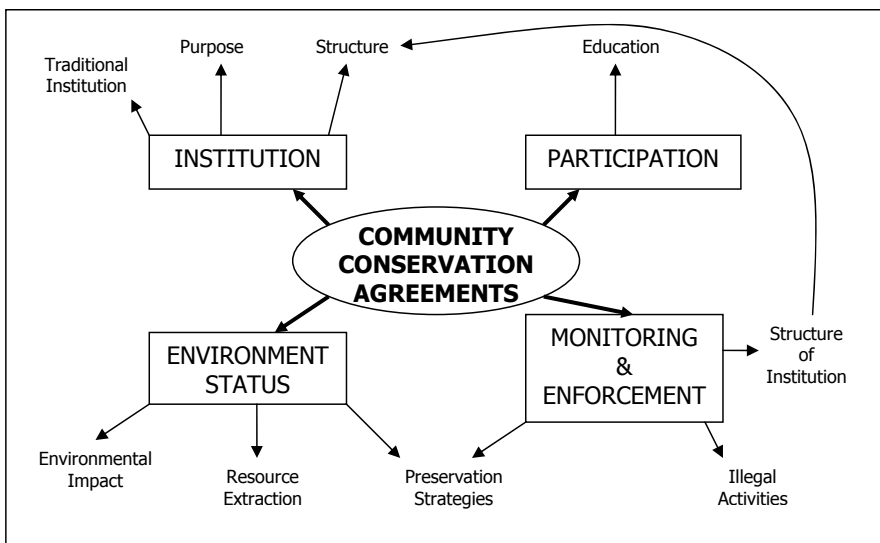 Purpose
Structure
Education
Traditional
Institution
INSTITUTION
PARTICIPATION
COMMUNITY
CONSERVATION
AGREEMENTS
ENVIRONMENT
STATUS
MONITORING
&
ENFORCEMENT
Structure
of
Institution
Environmental
Impact
Resource
Extraction
Preservation
Strategies
Illegal
Activities